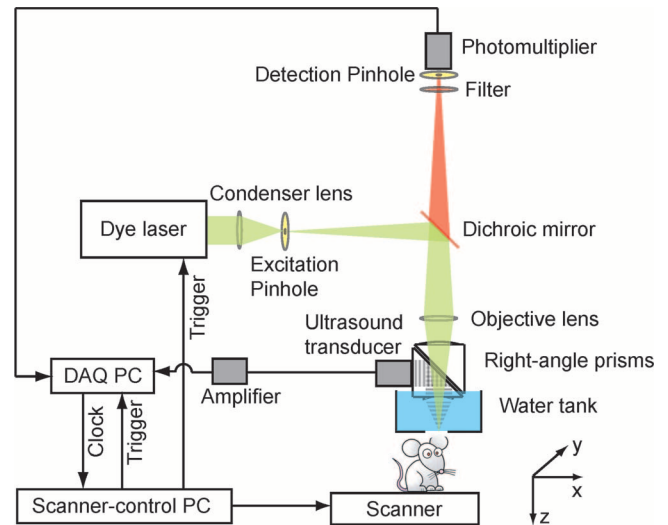 Photomultiplier
Detection Pinhole
Filter
Condenser lens
Dye laser
Dichroic mirror
Excitation
Pinhole
Trigger
Ultrasound
transducer
Objective lens
Right-angle prisms
DAQ PC
Amplifier
Water tank
Clock
Trigger
y
x
z
Scanner-control PC
Scanner